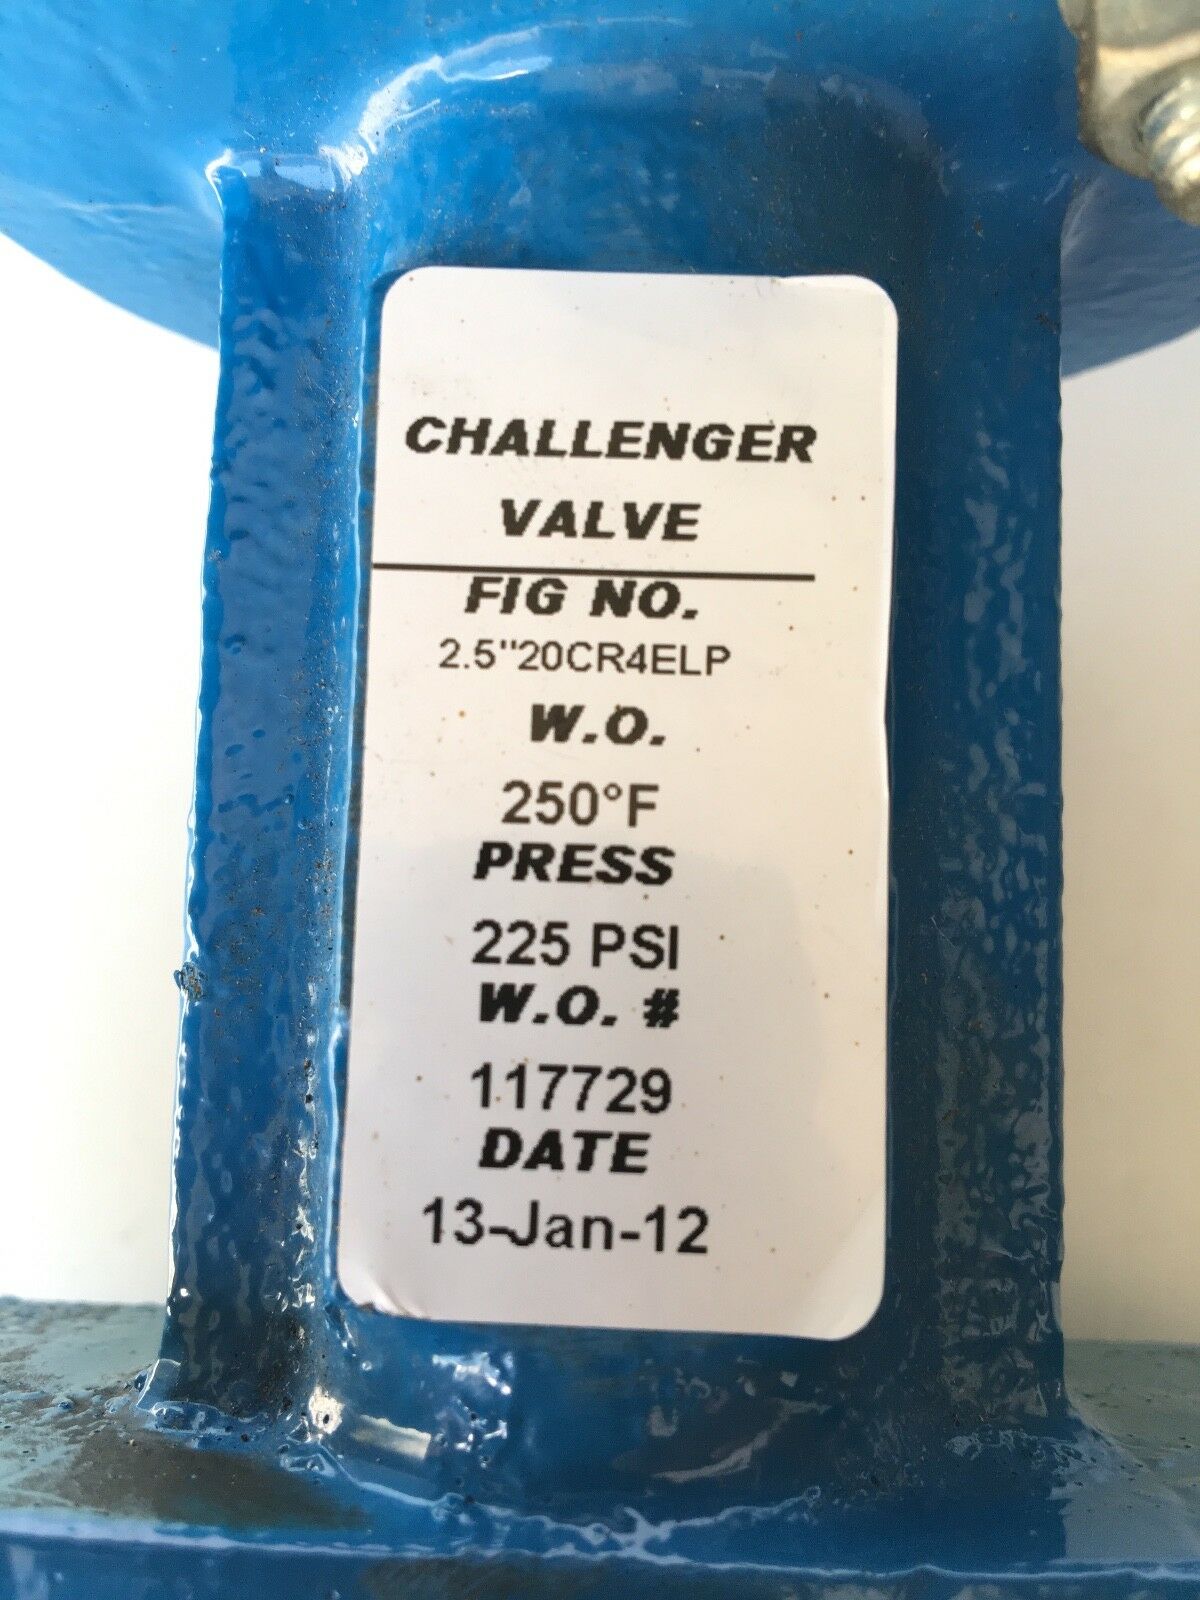 CHALLENGER
VALVE
FIG NO.
2.5"20CR4ELP
W.O.
250°F
PRESS
225 PSI
W.O. #
117729
DATE
13-Jan-12